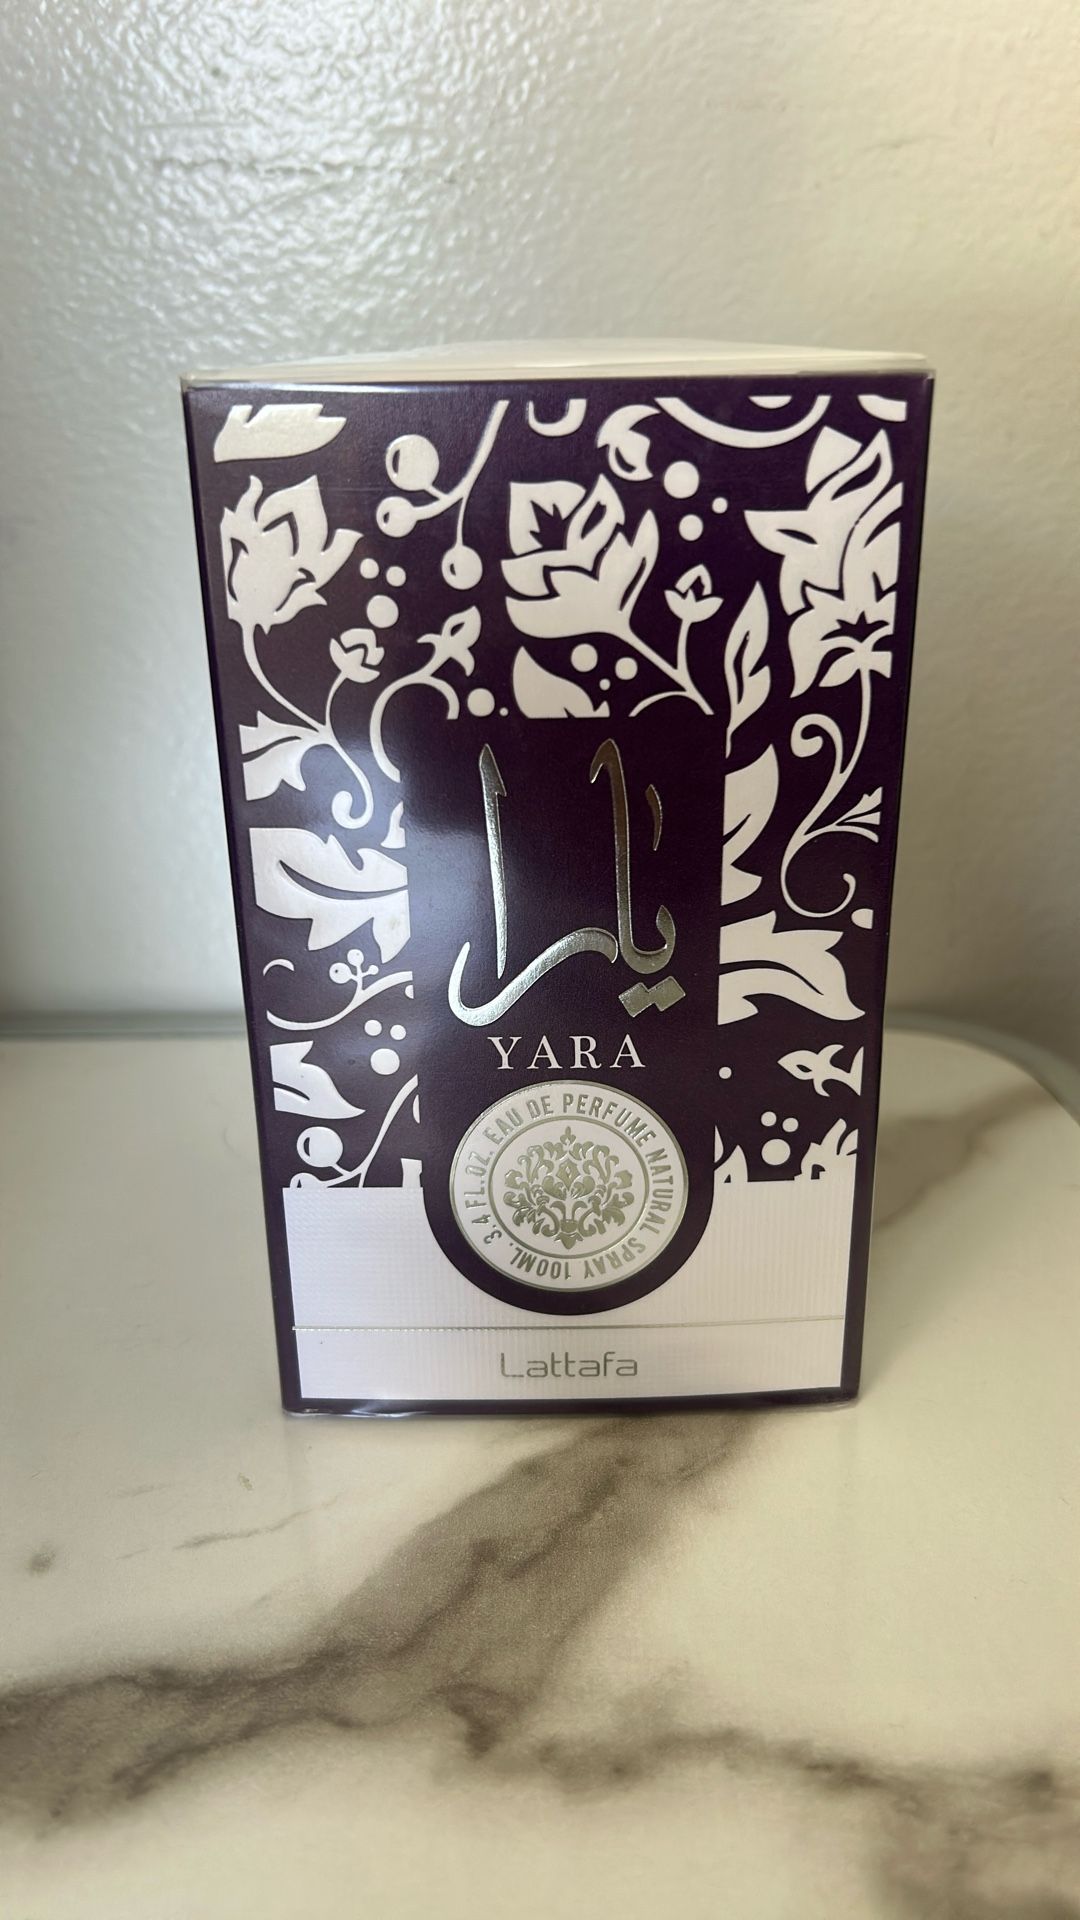 يارا
YARA
EAU DE PERFUME NATURAL SPRAY 100ML. 3.4 FL.OZ.
Lattafa